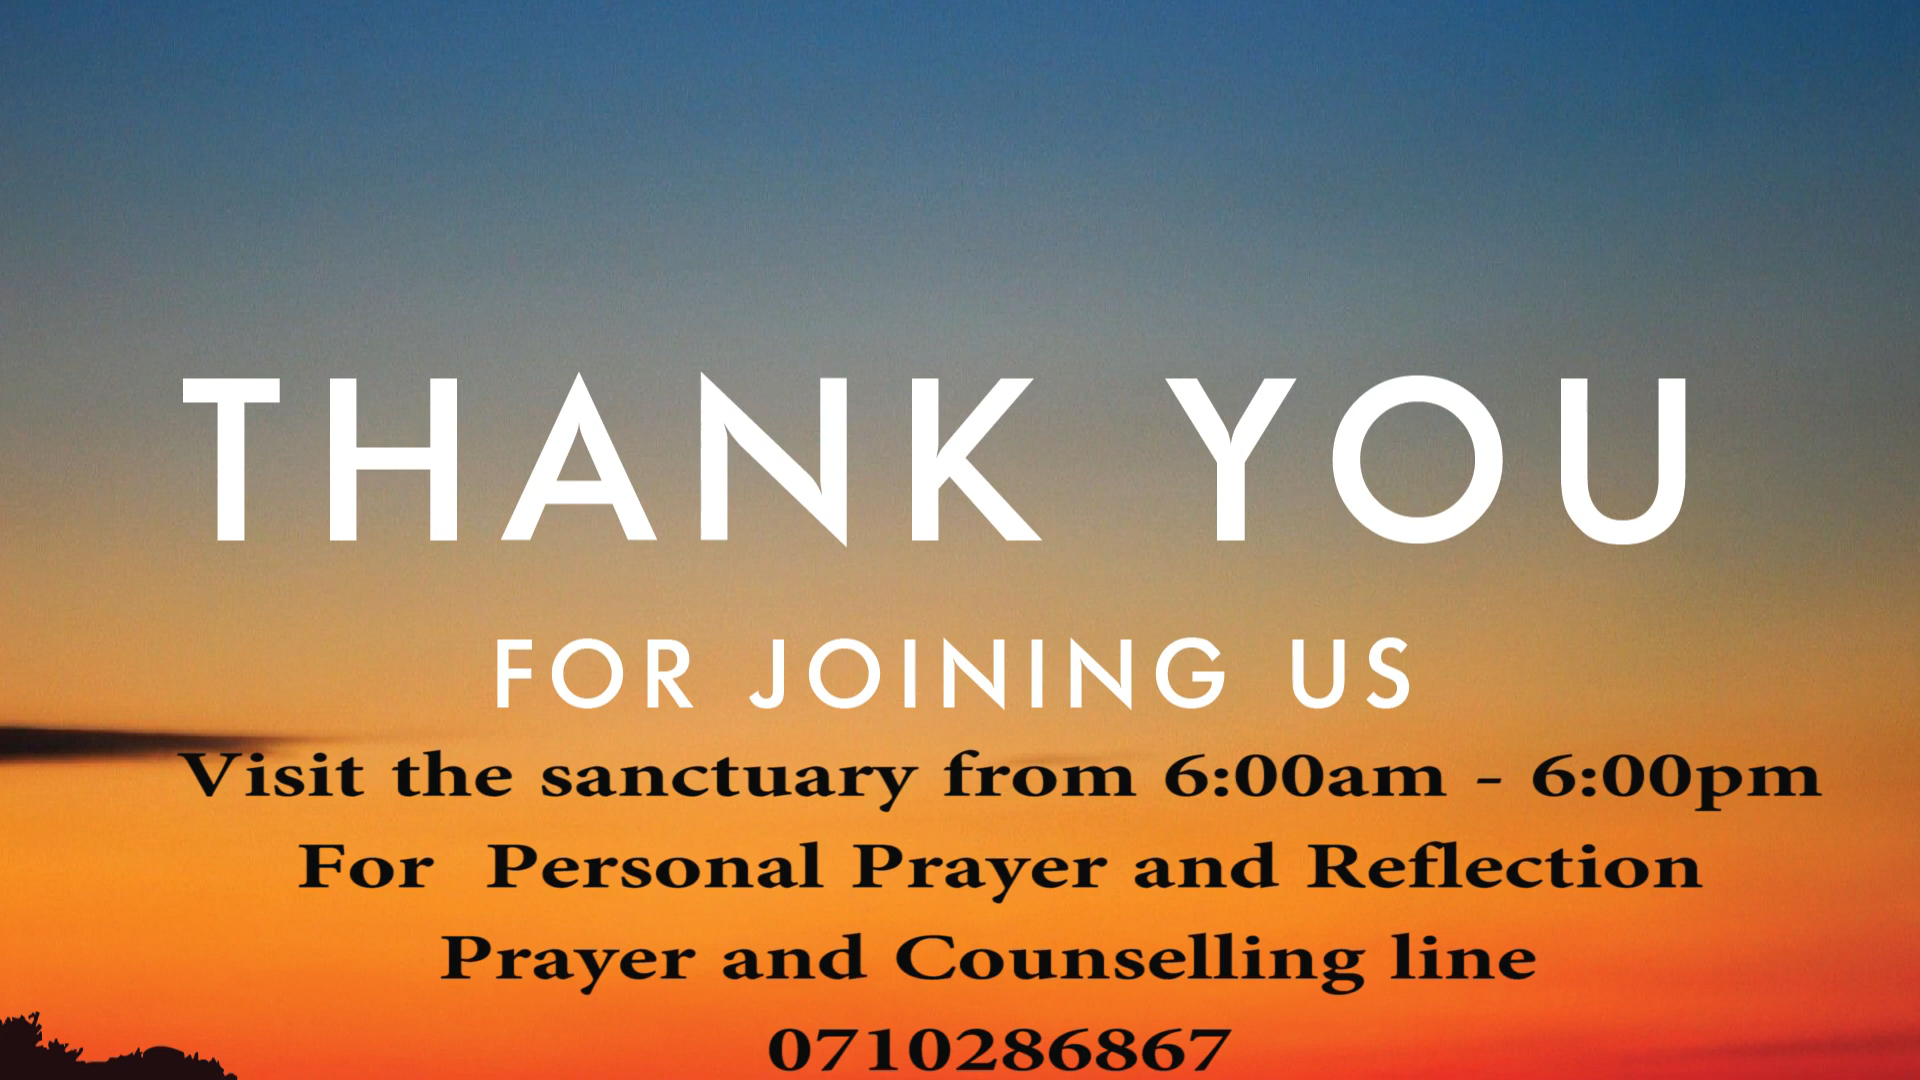 THANK YOU
FOR JOINING US
Visit the sanctuary from 6:00am - 6:00pm
For  Personal Prayer and Reflection
Prayer and Counselling line
0710286867